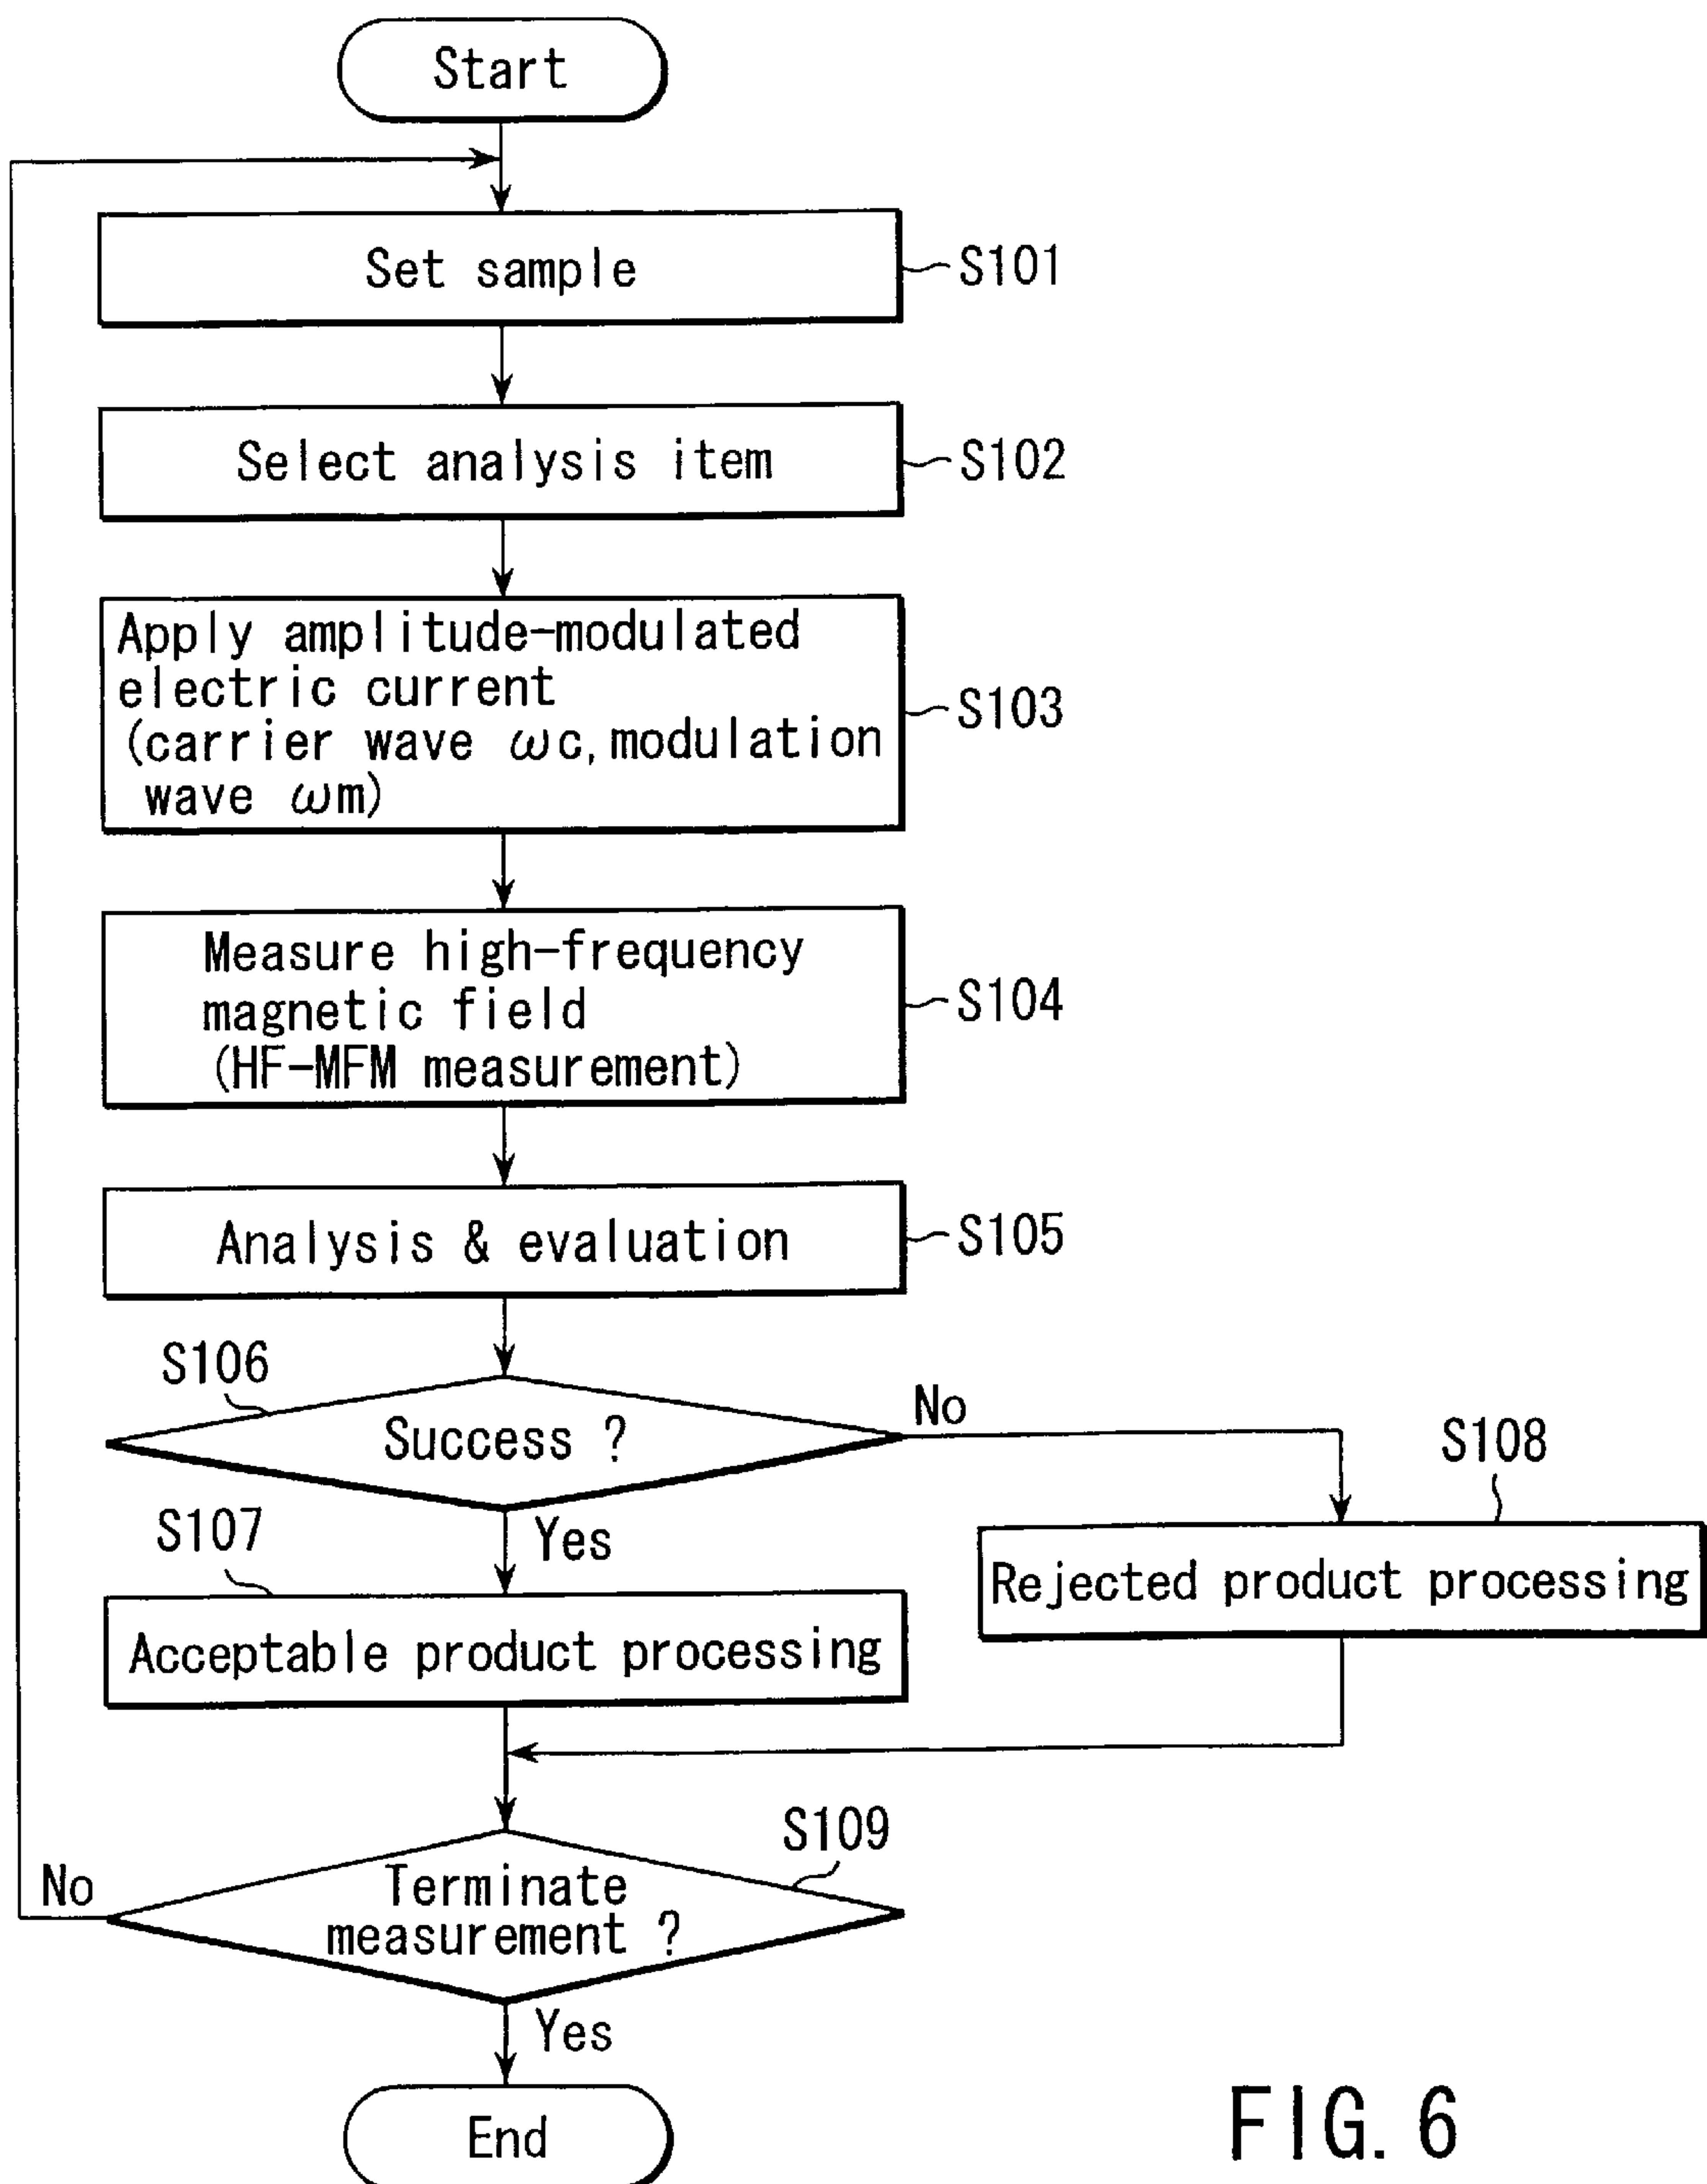 Start
Set sample
S101
Select analysis item
S102
Apply amplitude-modulated
electric current
(carrier wave ωc, modulation
wave ωm)
S103
Measure high-frequency
magnetic field
(HF-MFM measurement)
S104
Analysis & evaluation
S105
S106
Success ?
No
Yes
S107
Acceptable product processing
S108
Rejected product processing
S109
Terminate
measurement ?
No
Yes
End
FIG. 6